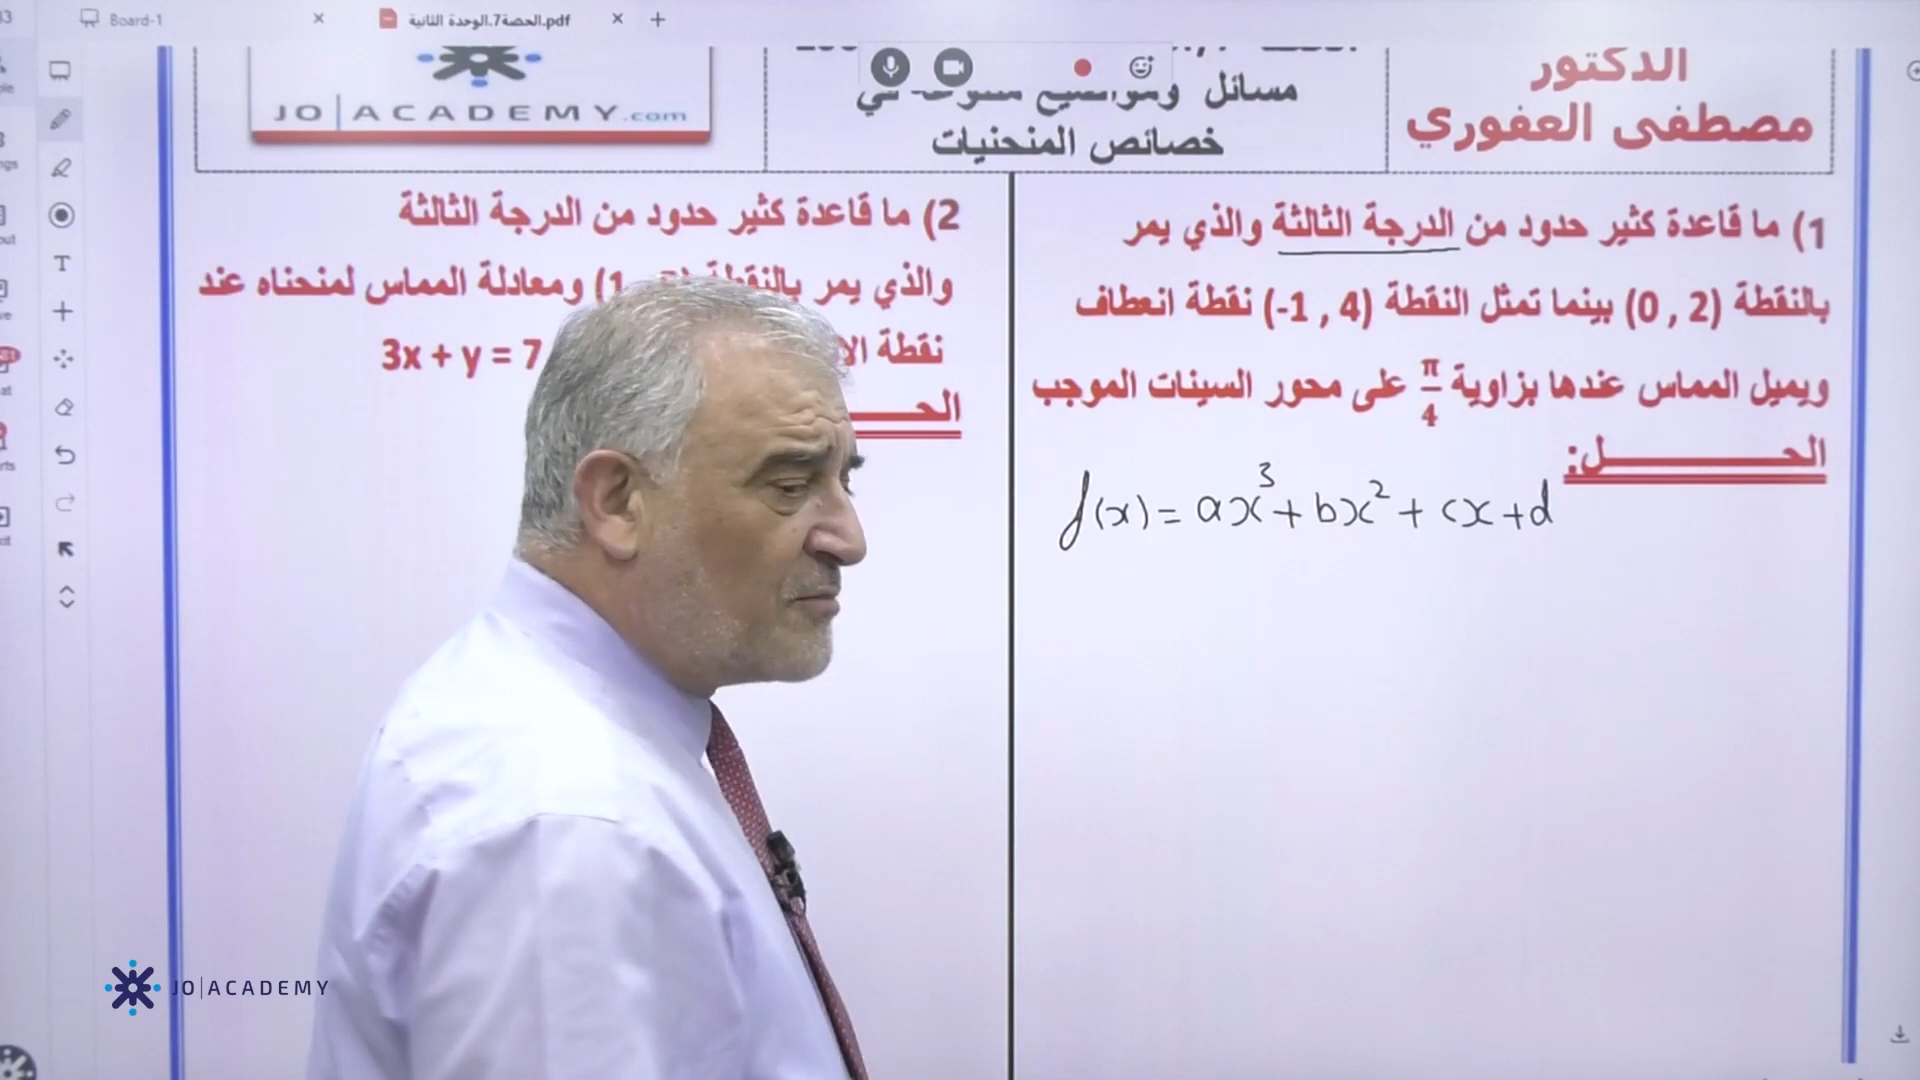 Board-1
الحصة7.الوحدة الثانية.pdf
الدكتور
مصطفى العفوري
مسائل
خصائص المنحنيات
JO|ACADEMY.com
1) ما قاعدة كثير حدود من الدرجة الثالثة والذي يمر
بالنقطة (0 , 2) بينما تمثل النقطة (-1 , 4) نقطة انعطاف
ويميل المماس عندها بزاوية π/4 على محور السينات الموجب
الحــــــل:
f(x) = ax³ + bx² + cx + d
2) ما قاعدة كثير حدود من الدرجة الثالثة
والذي يمر بالنقطة ومعادلة المماس لمنحناه عند
نقطة 3x + y = 7
JO|ACADEMY